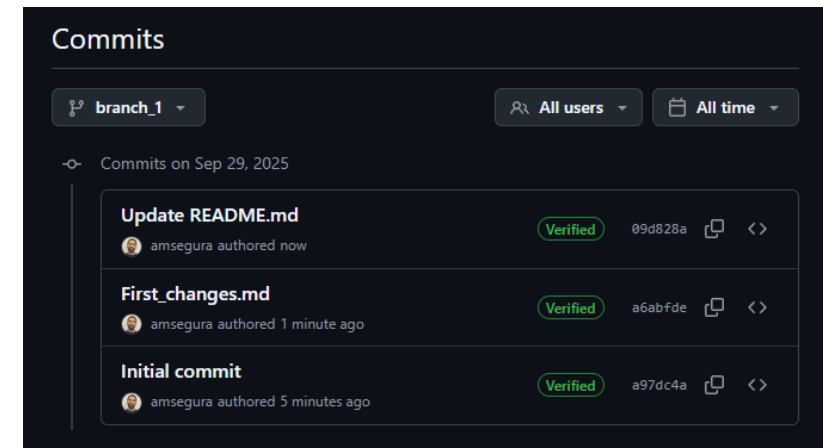 Commits
branch_1 All users All time
Commits on Sep 29, 2025
Update README.md
Verified 09d828a
amsegura authored now
First_changes.md
Verified a6abfde
amsegura authored 1 minute ago
Initial commit
Verified a97dc4a
amsegura authored 5 minutes ago